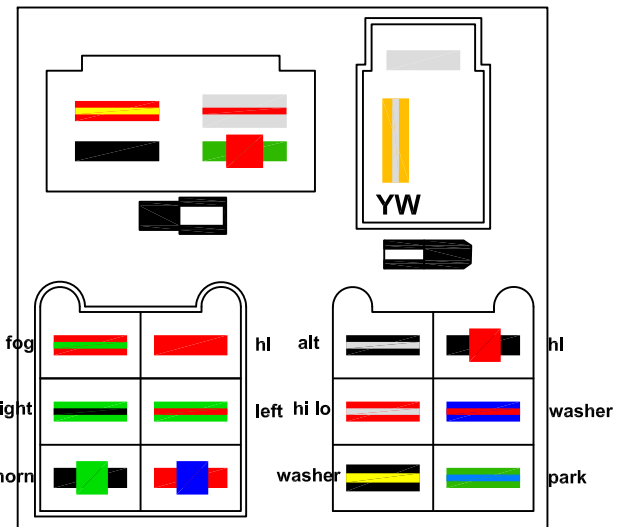 YW
fog
hl
alt
hl
ight
left
hi lo
washer
horn
washer
park